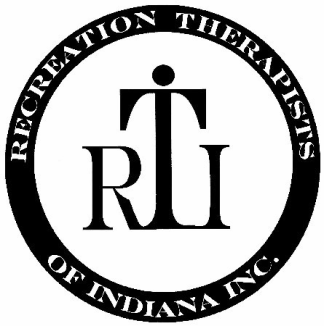 RECREATION THERAPISTS
RTI
OF INDIANA INC.